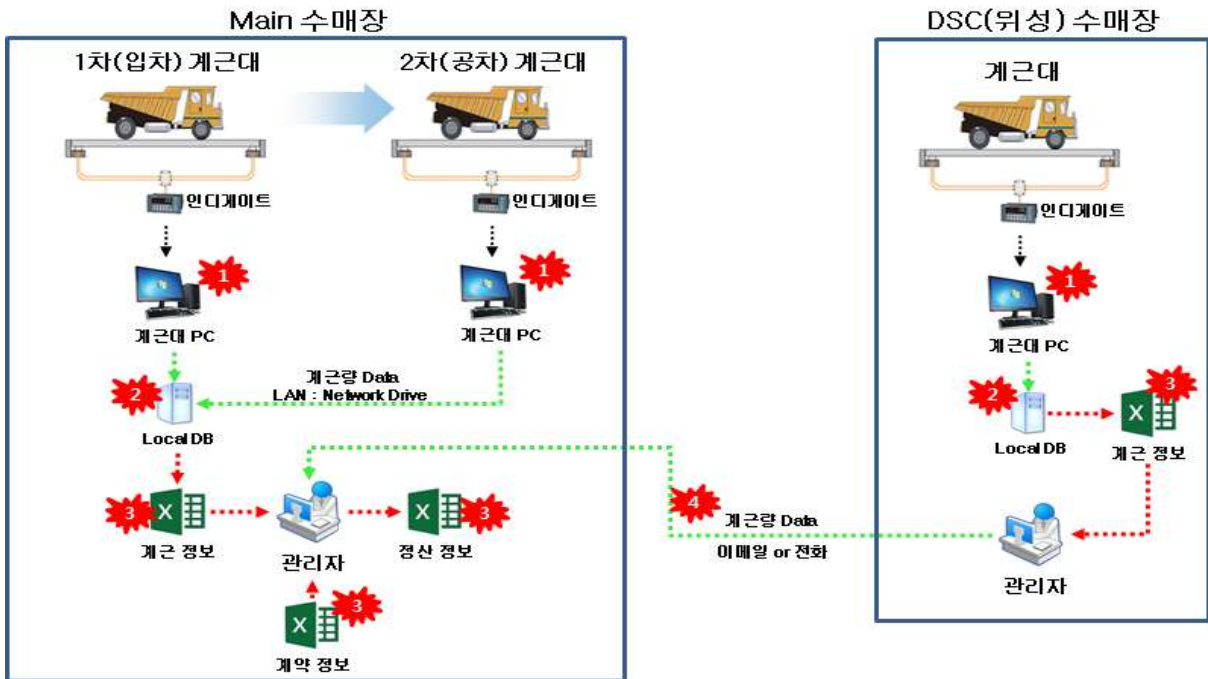 Main 수매장
1차(입차) 계근대
2차(공차) 계근대
인디게이트
인디게이트
1
1
계근대 PC
계근대 PC
계근량 Data
LAN : Network Drive
2
Local DB
3
계근 정보
관리자
3
정산 정보
3
계약 정보
4
계근량 Data
이메일 or 전화
DSC(위성) 수매장
계근대
인디게이트
1
계근대 PC
2
Local DB
3
계근 정보
관리자